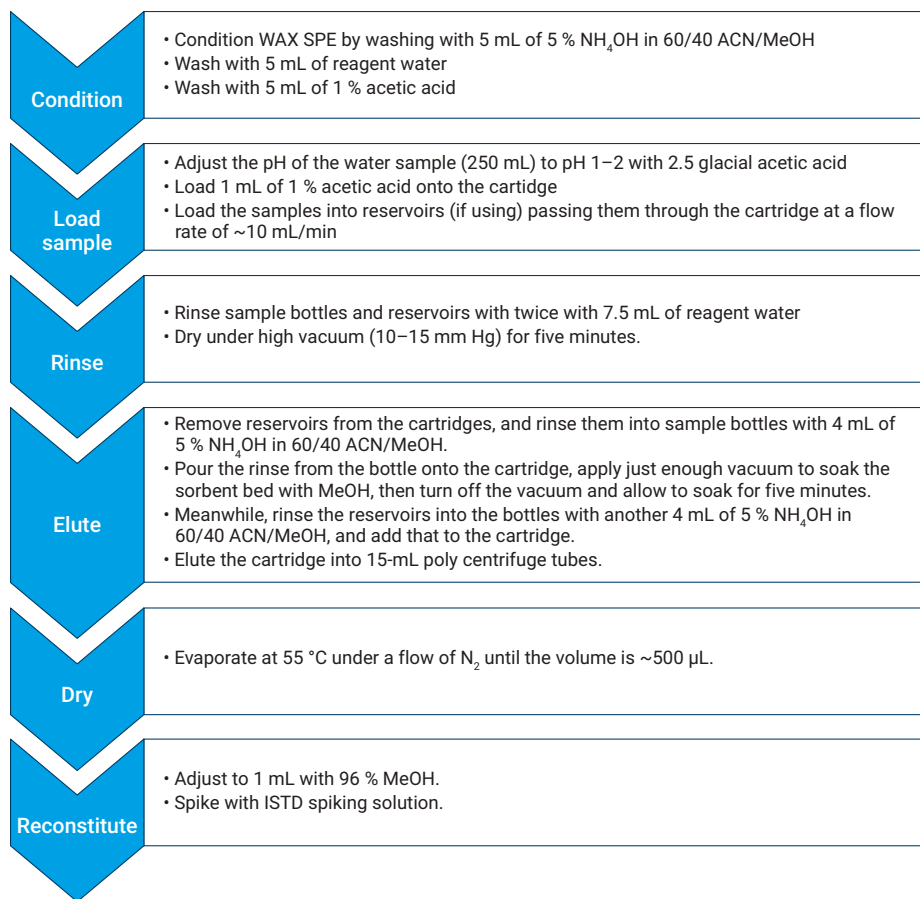 Condition
• Condition WAX SPE by washing with 5 mL of 5 % NH₄OH in 60/40 ACN/MeOH
• Wash with 5 mL of reagent water
• Wash with 5 mL of 1 % acetic acid
Load
sample
• Adjust the pH of the water sample (250 mL) to pH 1–2 with 2.5 glacial acetic acid
• Load 1 mL of 1 % acetic acid onto the cartidge
• Load the samples into reservoirs (if using) passing them through the cartridge at a flow
rate of ~10 mL/min
Rinse
• Rinse sample bottles and reservoirs with twice with 7.5 mL of reagent water
• Dry under high vacuum (10–15 mm Hg) for five minutes.
Elute
• Remove reservoirs from the cartridges, and rinse them into sample bottles with 4 mL of
5 % NH₄OH in 60/40 ACN/MeOH.
• Pour the rinse from the bottle onto the cartridge, apply just enough vacuum to soak the
sorbent bed with MeOH, then turn off the vacuum and allow to soak for five minutes.
• Meanwhile, rinse the reservoirs into the bottles with another 4 mL of 5 % NH₄OH in
60/40 ACN/MeOH, and add that to the cartridge.
• Elute the cartridge into 15-mL poly centrifuge tubes.
Dry
• Evaporate at 55 °C under a flow of N₂ until the volume is ~500 µL.
Reconstitute
• Adjust to 1 mL with 96 % MeOH.
• Spike with ISTD spiking solution.